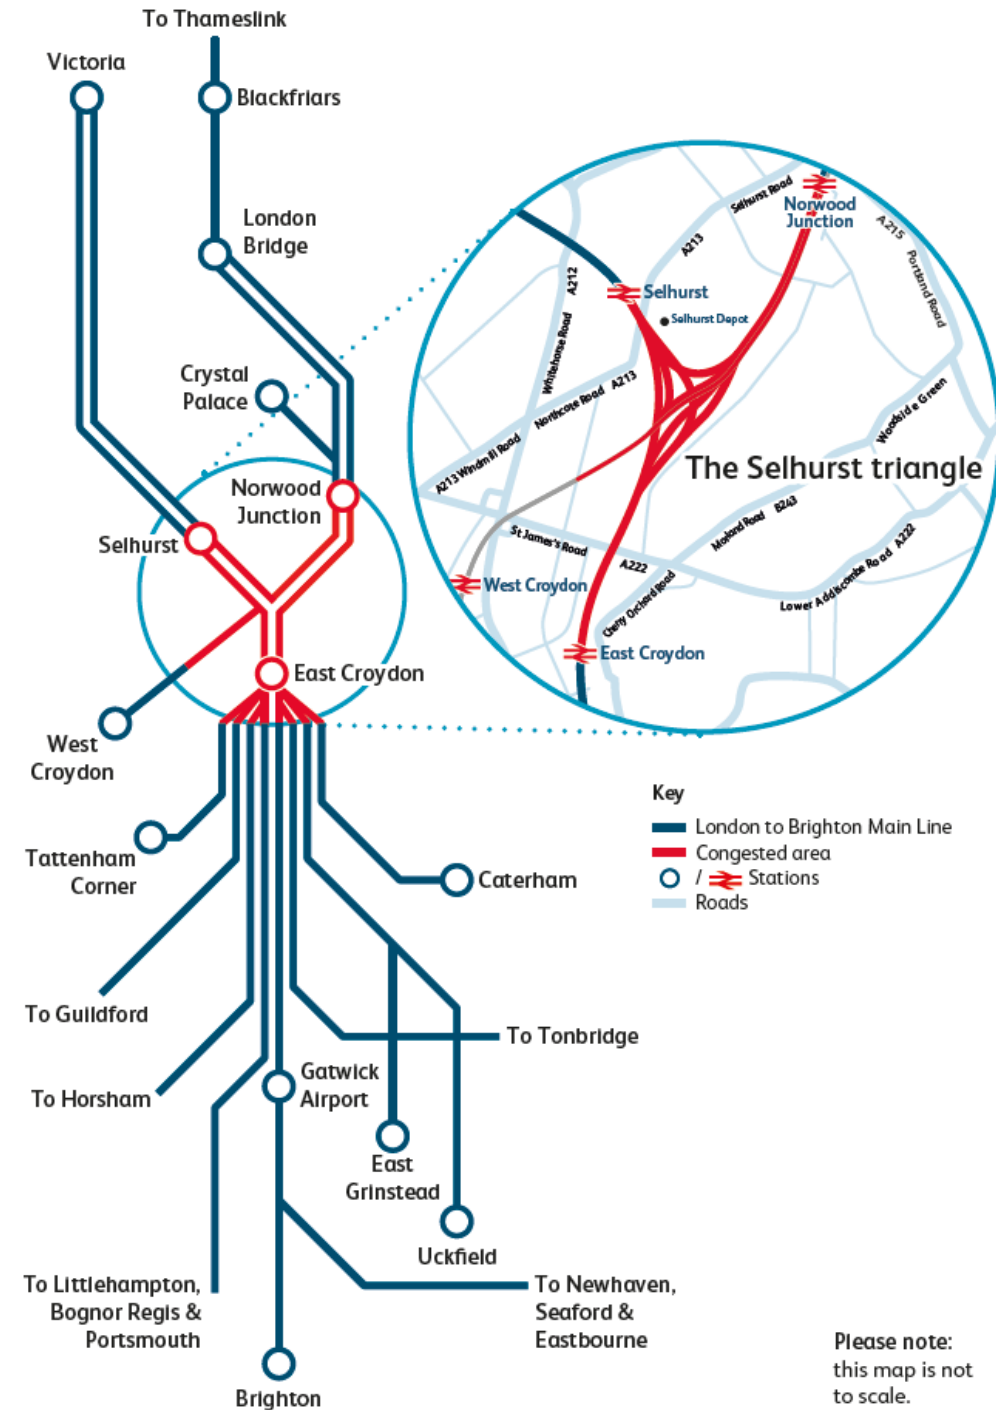 To Thameslink
Victoria
Blackfriars
London
Bridge
Crystal
Palace
Norwood
Junction
Selhurst
East Croydon
West
Croydon
Tattenham
Corner
Caterham
To Guildford
To Tonbridge
To Horsham
Gatwick
Airport
East
Grinstead
Uckfield
To Littlehampton,
Bognor Regis &
Portsmouth
To Newhaven,
Seaford &
Eastbourne
Brighton
Selhurst Road
Norwood
Junction
A215
Portland Road
A213
A212
Selhurst
Selhurst Depot
Whitehorse Road
Northcote Road A213
A213 Windmill Road
Woodside Green
The Selhurst triangle
Morland Road B243
St James's Road
A222
Lower Addiscombe Road A222
West Croydon
Cherry Orchard Road
East Croydon
Key
London to Brighton Main Line
Congested area
/ Stations
Roads
Please note:
this map is not
to scale.